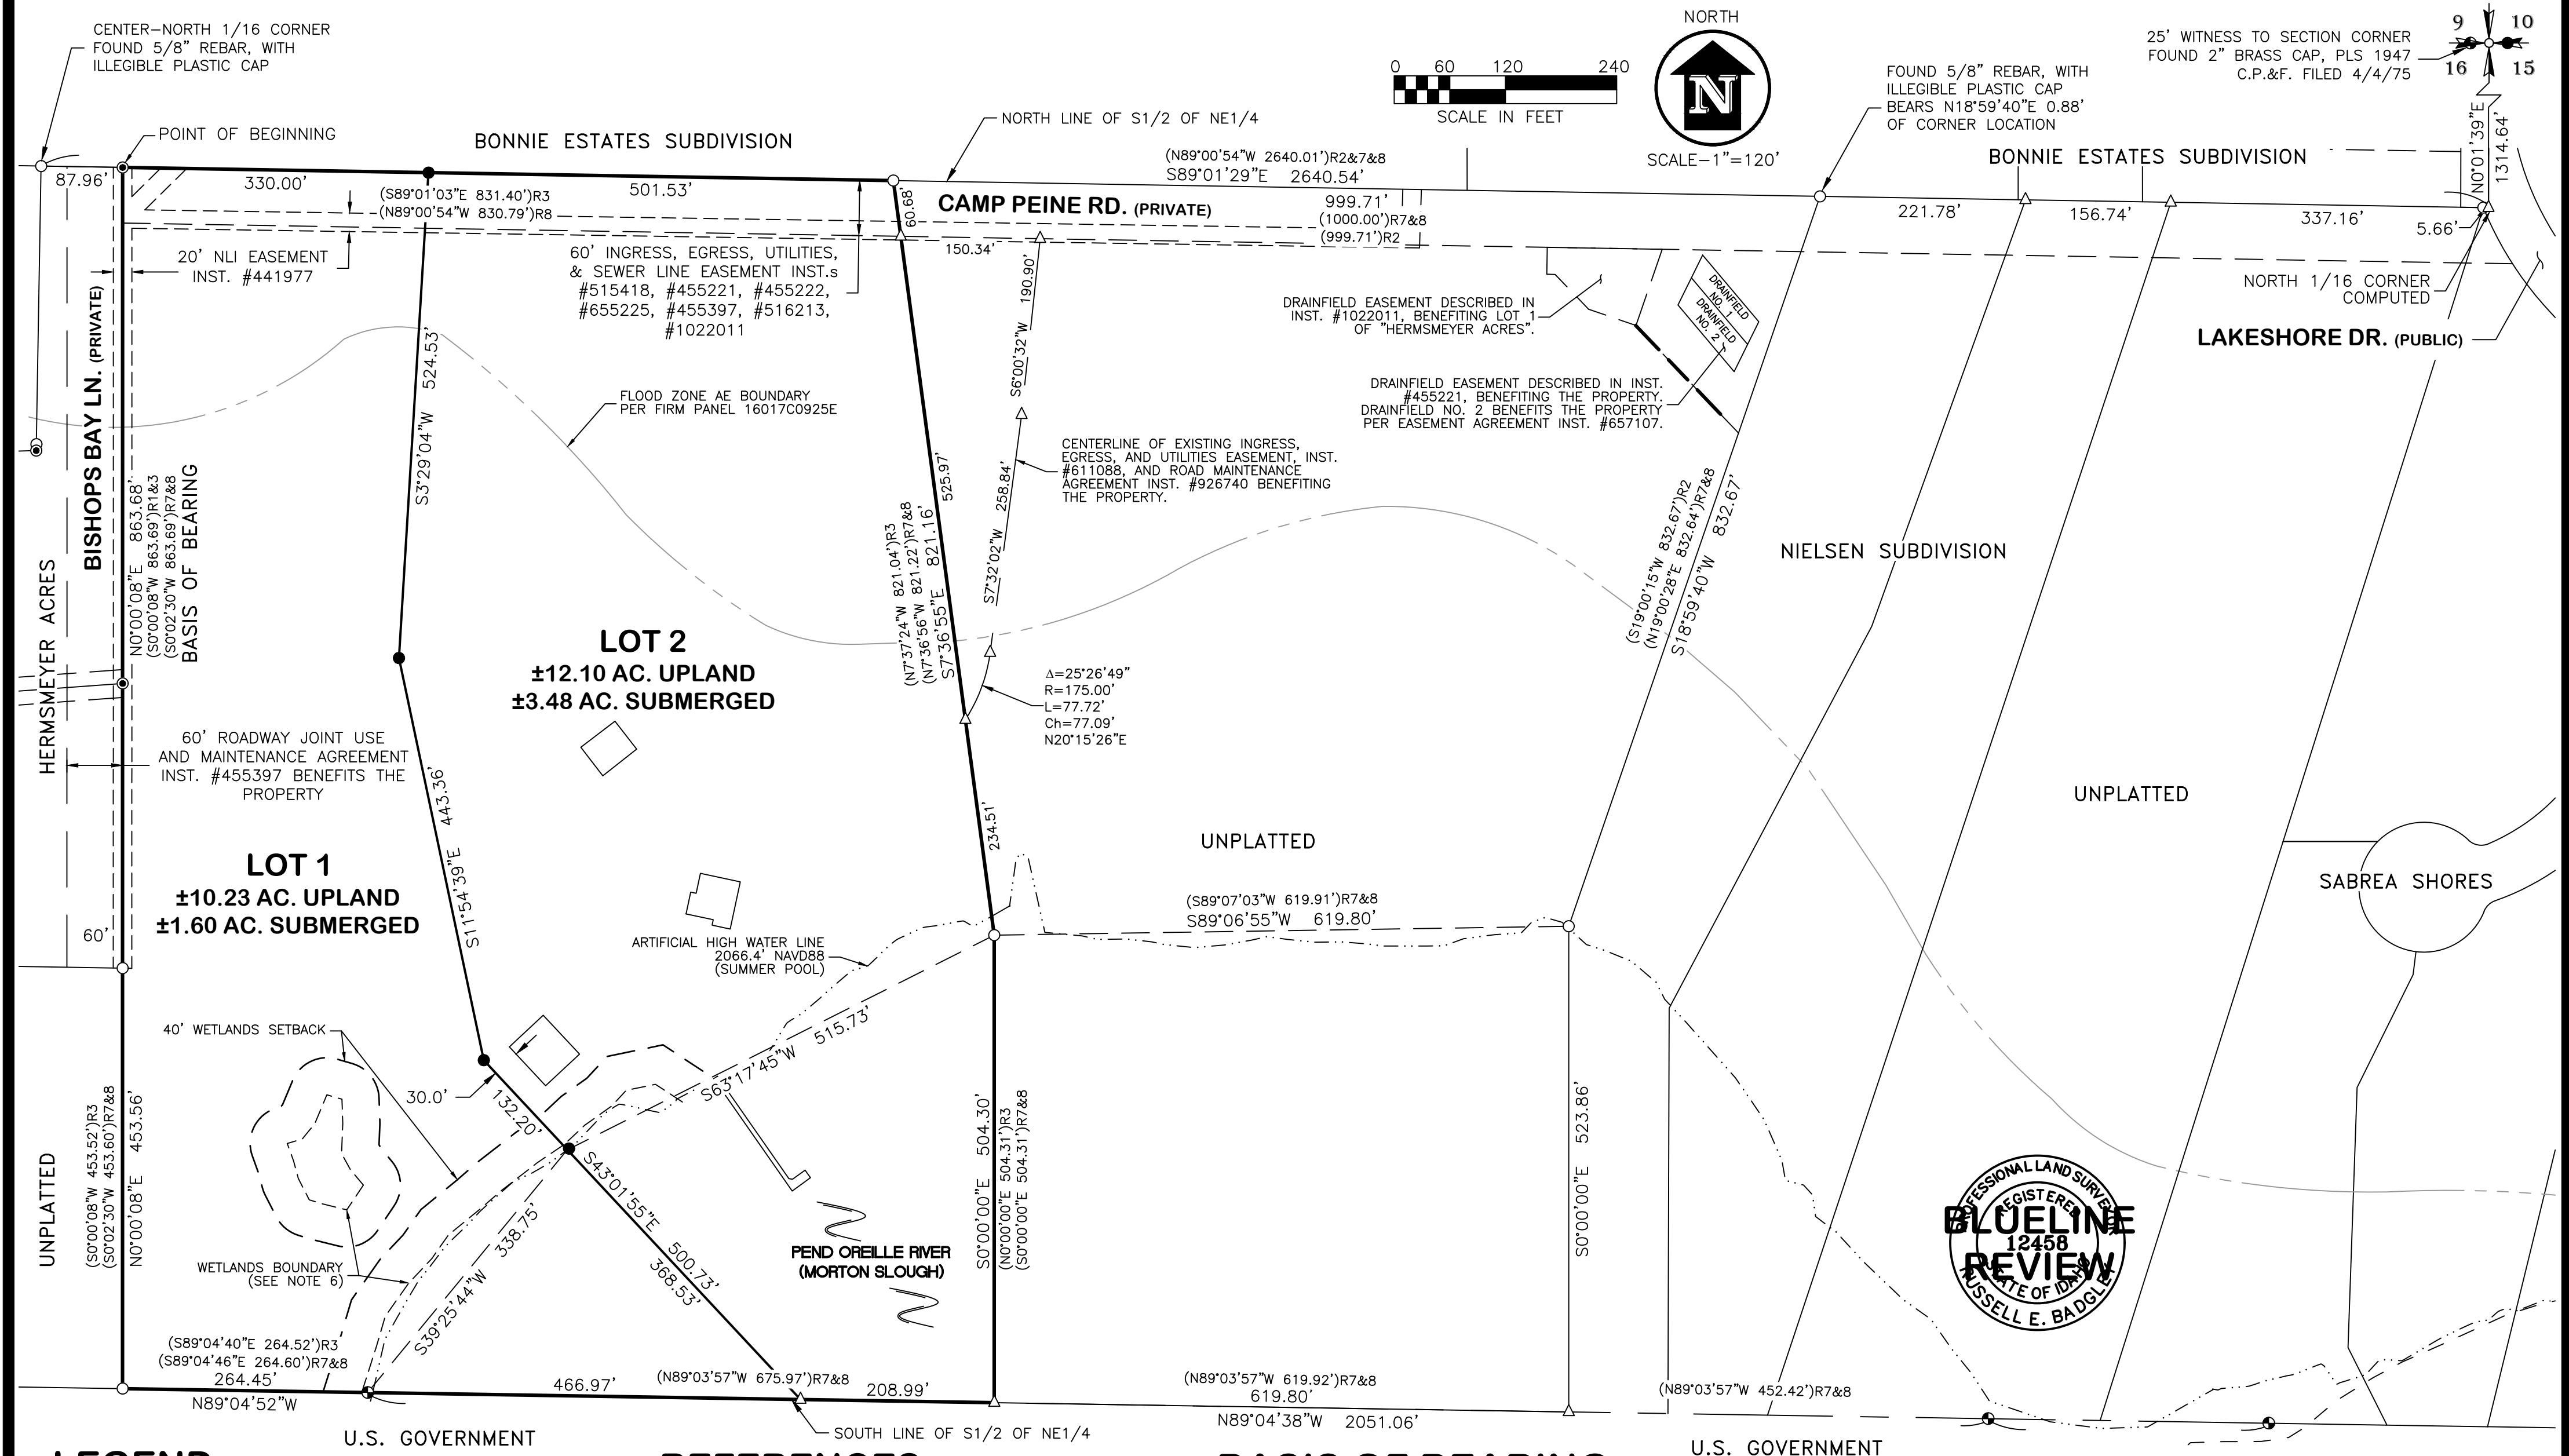 CENTER-NORTH 1/16 CORNER
FOUND 5/8" REBAR, WITH
ILLEGIBLE PLASTIC CAP
POINT OF BEGINNING
BONNIE ESTATES SUBDIVISION
NORTH LINE OF S1/2 OF NE1/4
0 60 120 240
SCALE IN FEET
NORTH
N
SCALE-1"=120'
FOUND 5/8" REBAR, WITH
ILLEGIBLE PLASTIC CAP
BEARS N18°59'40"E 0.88'
OF CORNER LOCATION
25' WITNESS TO SECTION CORNER
FOUND 2" BRASS CAP, PLS 1947
C.P.&F. FILED 4/4/75
9 10
16 15
N0°01'39"E
1314.64'
BONNIE ESTATES SUBDIVISION
(N89°00'54"W 2640.01')R2&7&8
S89°01'29"E 2640.54'
87.96'
330.00'
(S89°01'03"E 831.40')R3
(N89°00'54"W 830.79')R8
501.53'
60.68'
CAMP PEINE RD. (PRIVATE)
999.71'
(1000.00')R7&8
(999.71')R2
150.34'
221.78'
156.74'
337.16'
5.66'
NORTH 1/16 CORNER
COMPUTED
LAKESHORE DR. (PUBLIC)
20' NLI EASEMENT
INST. #441977
60' INGRESS, EGRESS, UTILITIES,
& SEWER LINE EASEMENT INST.s
#515418, #455221, #455222,
#655225, #455397, #516213,
#1022011
DRAINFIELD EASEMENT DESCRIBED IN
INST. #1022011, BENEFITING LOT 1
OF "HERMSMEYER ACRES".
DRAINFIELD
NO. 1
DRAINFIELD
NO. 2
DRAINFIELD EASEMENT DESCRIBED IN INST.
#455221, BENEFITING THE PROPERTY.
DRAINFIELD NO. 2 BENEFITS THE PROPERTY
PER EASEMENT AGREEMENT INST. #657107.
BISHOPS BAY LN. (PRIVATE)
HERMSMEYER ACRES
N0°00'08"E 863.68'
(S0°00'08"W 863.69')R1&3
(S0°02'30"W 863.69')R7&8
BASIS OF BEARING
S3°29'04"W 524.53'
FLOOD ZONE AE BOUNDARY
PER FIRM PANEL 16017C0925E
S6°00'32"W 190.90'
CENTERLINE OF EXISTING INGRESS,
EGRESS, AND UTILITIES EASEMENT, INST.
#611088, AND ROAD MAINTENANCE
AGREEMENT INST. #926740 BENEFITING
THE PROPERTY.
S7°32'02"W 258.84'
525.97'
(N7°37'24"W 821.04')R3
(N7°36'56"W 821.22')R7&8
S7°36'55"E 821.16'
Δ=25°26'49"
R=175.00'
L=77.72'
Ch=77.09'
N20°15'26"E
(S19°00'15"W 832.67')R2
(N19°00'28"E 832.64')R7&8
S18°59'40"W 832.67'
NIELSEN SUBDIVISION
LOT 2
±12.10 AC. UPLAND
±3.48 AC. SUBMERGED
60' ROADWAY JOINT USE
AND MAINTENANCE AGREEMENT
INST. #455397 BENEFITS THE
PROPERTY
S11°54'39"E 443.36'
LOT 1
±10.23 AC. UPLAND
±1.60 AC. SUBMERGED
60'
234.51'
UNPLATTED
UNPLATTED
SABREA SHORES
(S89°07'03"W 619.91')R7&8
S89°06'55"W 619.80'
ARTIFICIAL HIGH WATER LINE
2066.4' NAVD88
(SUMMER POOL)
S63°17'45"W 515.73'
40' WETLANDS SETBACK
30.0'
132.20'
S43°01'55"E 500.73'
368.53'
S39°25'44"W 338.75'
WETLANDS BOUNDARY
(SEE NOTE 6)
UNPLATTED
(S0°00'08"W 453.52')R3
(S0°02'30"W 453.60')R7&8
N0°00'08"E 453.56'
PEND OREILLE RIVER
(MORTON SLOUGH)
S0°00'00"E 504.30'
(N0°00'00"E 504.31')R3
(S0°00'00"E 504.31')R7&8
S0°00'00"E 523.86'
PROFESSIONAL LAND SURVEYOR
REGISTERED
BLUELINE
12458
REVIEW
STATE OF IDAHO
RUSSELL E. BADGLEY
(S89°04'40"E 264.52')R3
(S89°04'46"E 264.60')R7&8
264.45'
N89°04'52"W
466.97'
(N89°03'57"W 675.97')R7&8
208.99'
(N89°03'57"W 619.92')R7&8
619.80'
N89°04'38"W 2051.06'
(N89°03'57"W 452.42')R7&8
SOUTH LINE OF S1/2 OF NE1/4
U.S. GOVERNMENT
U.S. GOVERNMENT
LEGEND
REFERENCES
BASIS OF BEARING